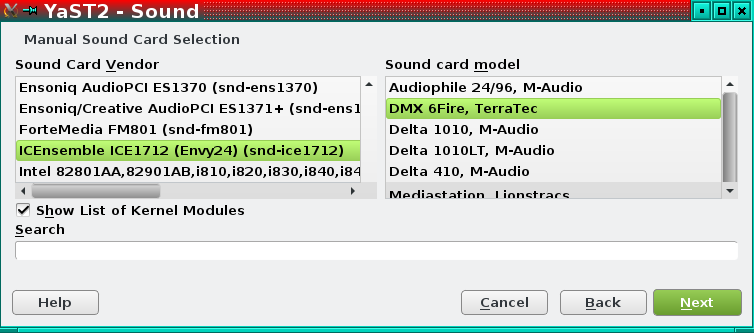 YaST2 - Sound
Manual Sound Card Selection
Sound Card Vendor
Ensoniq AudioPCI ES1370 (snd-ens1370)
Ensoniq/Creative AudioPCI ES1371+ (snd-ens1
ForteMedia FM801 (snd-fm801)
ICEnsemble ICE1712 (Envy24) (snd-ice1712)
Intel 82801AA,82901AB,i810,i820,i830,i840,i84
Sound card model
Audiophile 24/96, M-Audio
DMX 6Fire, TerraTec
Delta 1010, M-Audio
Delta 1010LT, M-Audio
Delta 410, M-Audio
Mediastation, Lionstracs
Show List of Kernel Modules
Search
Help
Cancel
Back
Next